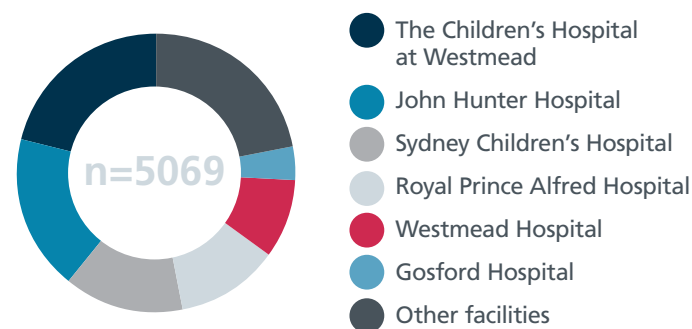 n=5069
The Children’s Hospital
at Westmead
John Hunter Hospital
Sydney Children’s Hospital
Royal Prince Alfred Hospital
Westmead Hospital
Gosford Hospital
Other facilities